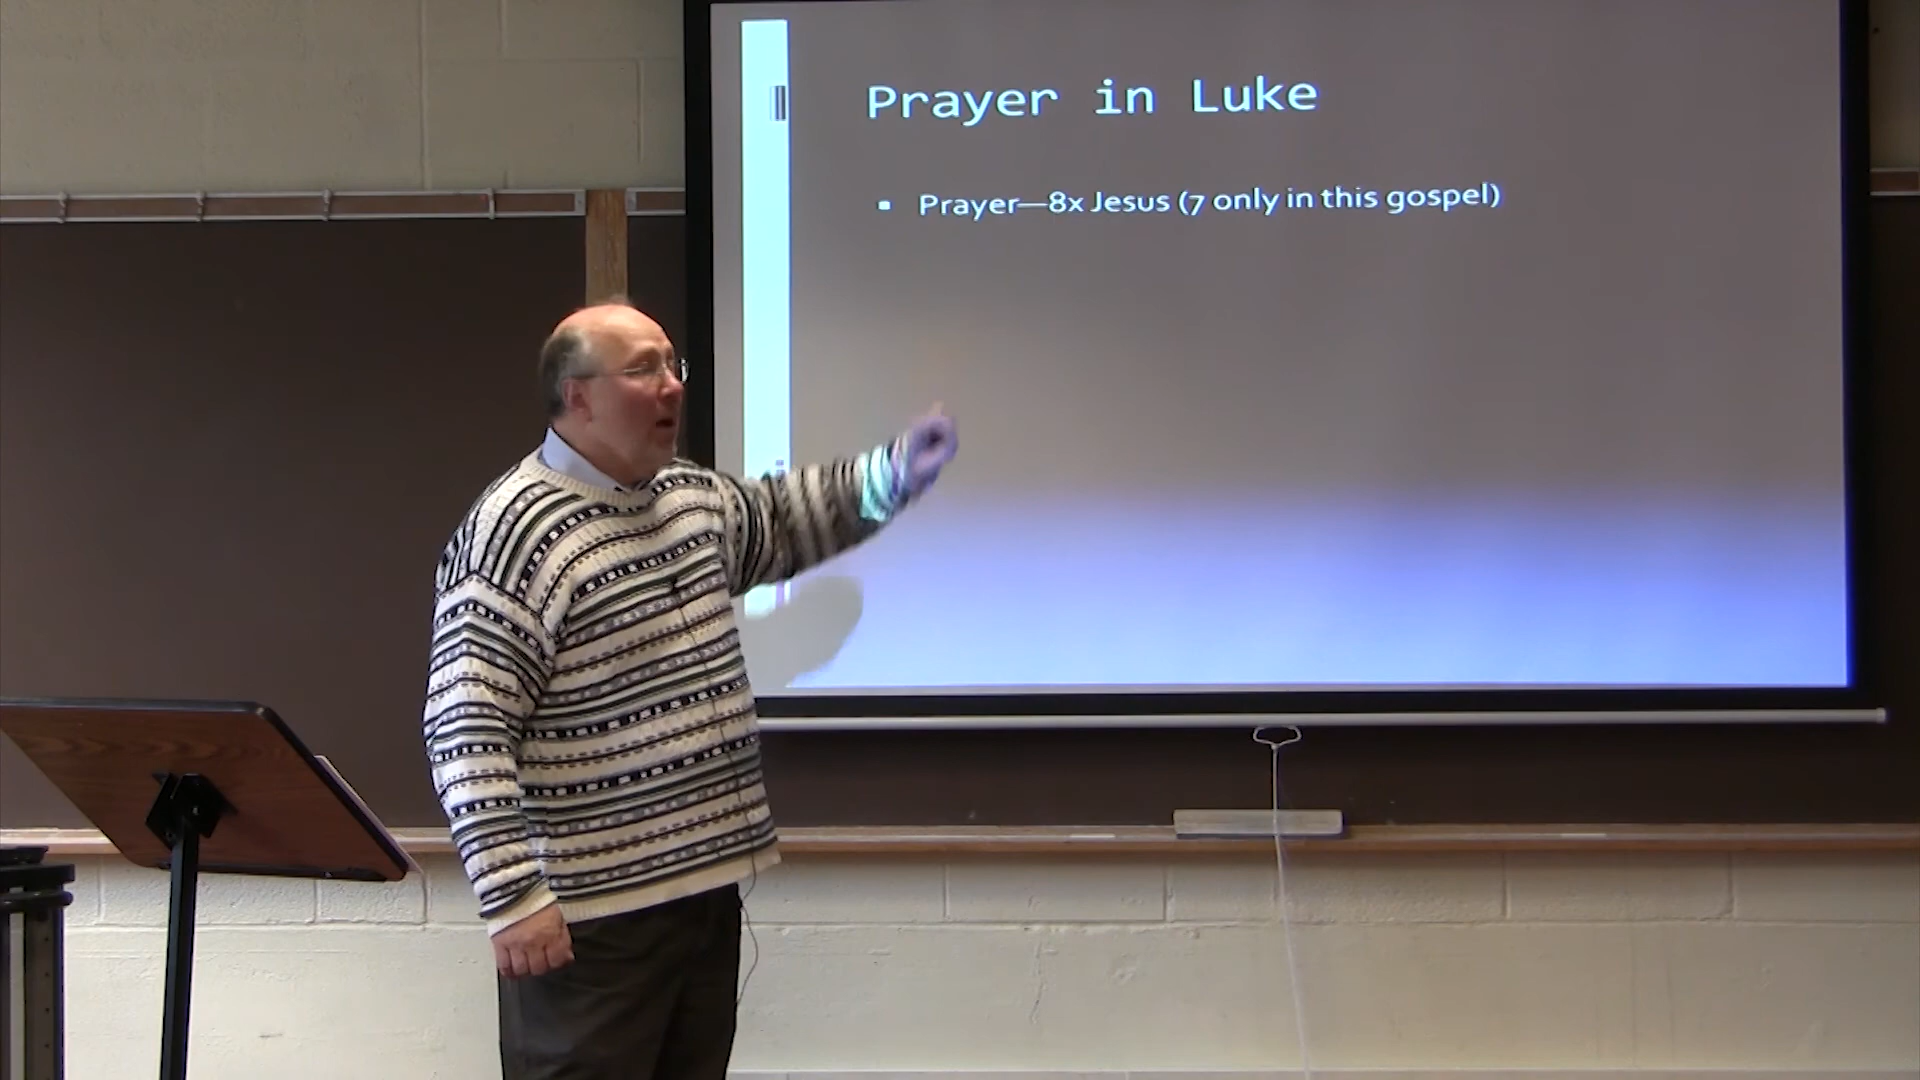 Prayer in Luke
▪ Prayer—8x Jesus (7 only in this gospel)